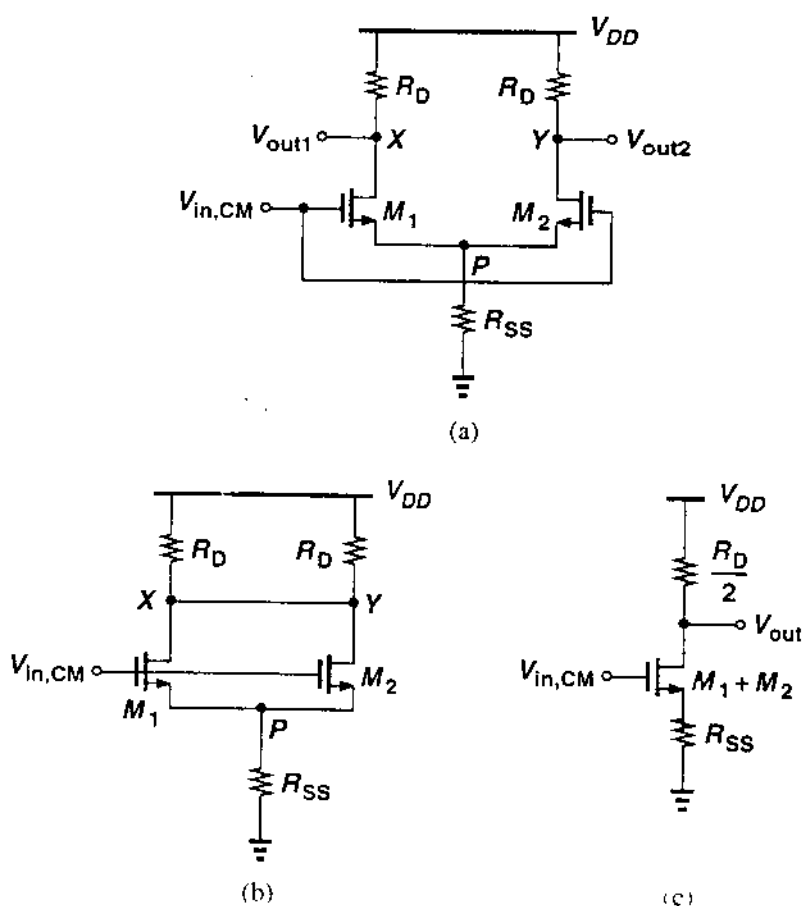 V_DD
R_D R_D
V_out1 X Y V_out2
V_in,CM M_1 M_2
P
R_SS
(a)
V_DD
R_D R_D
X Y
V_in,CM M_1 M_2
P
R_SS
(b)
V_DD
R_D/2
V_out
V_in,CM M_1 + M_2
R_SS
(c)